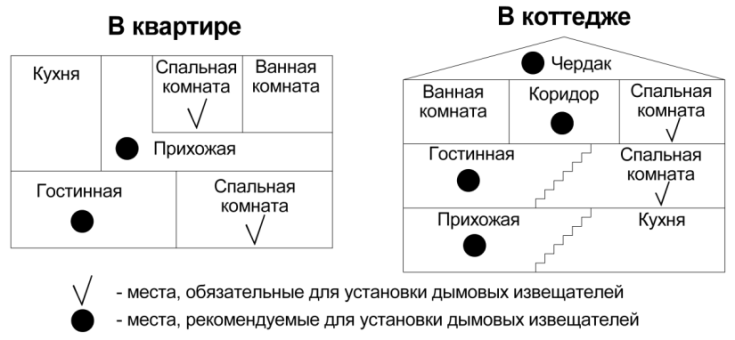 В квартире
Кухня
Спальная
комната
Ванная
комната
Прихожая
Гостинная
Спальная
комната
В коттедже
Чердак
Ванная
комната
Коридор
Спальная
комната
Гостинная
Спальная
комната
Прихожая
Кухня
- места, обязательные для установки дымовых извещателей
- места, рекомендуемые для установки дымовых извещателей